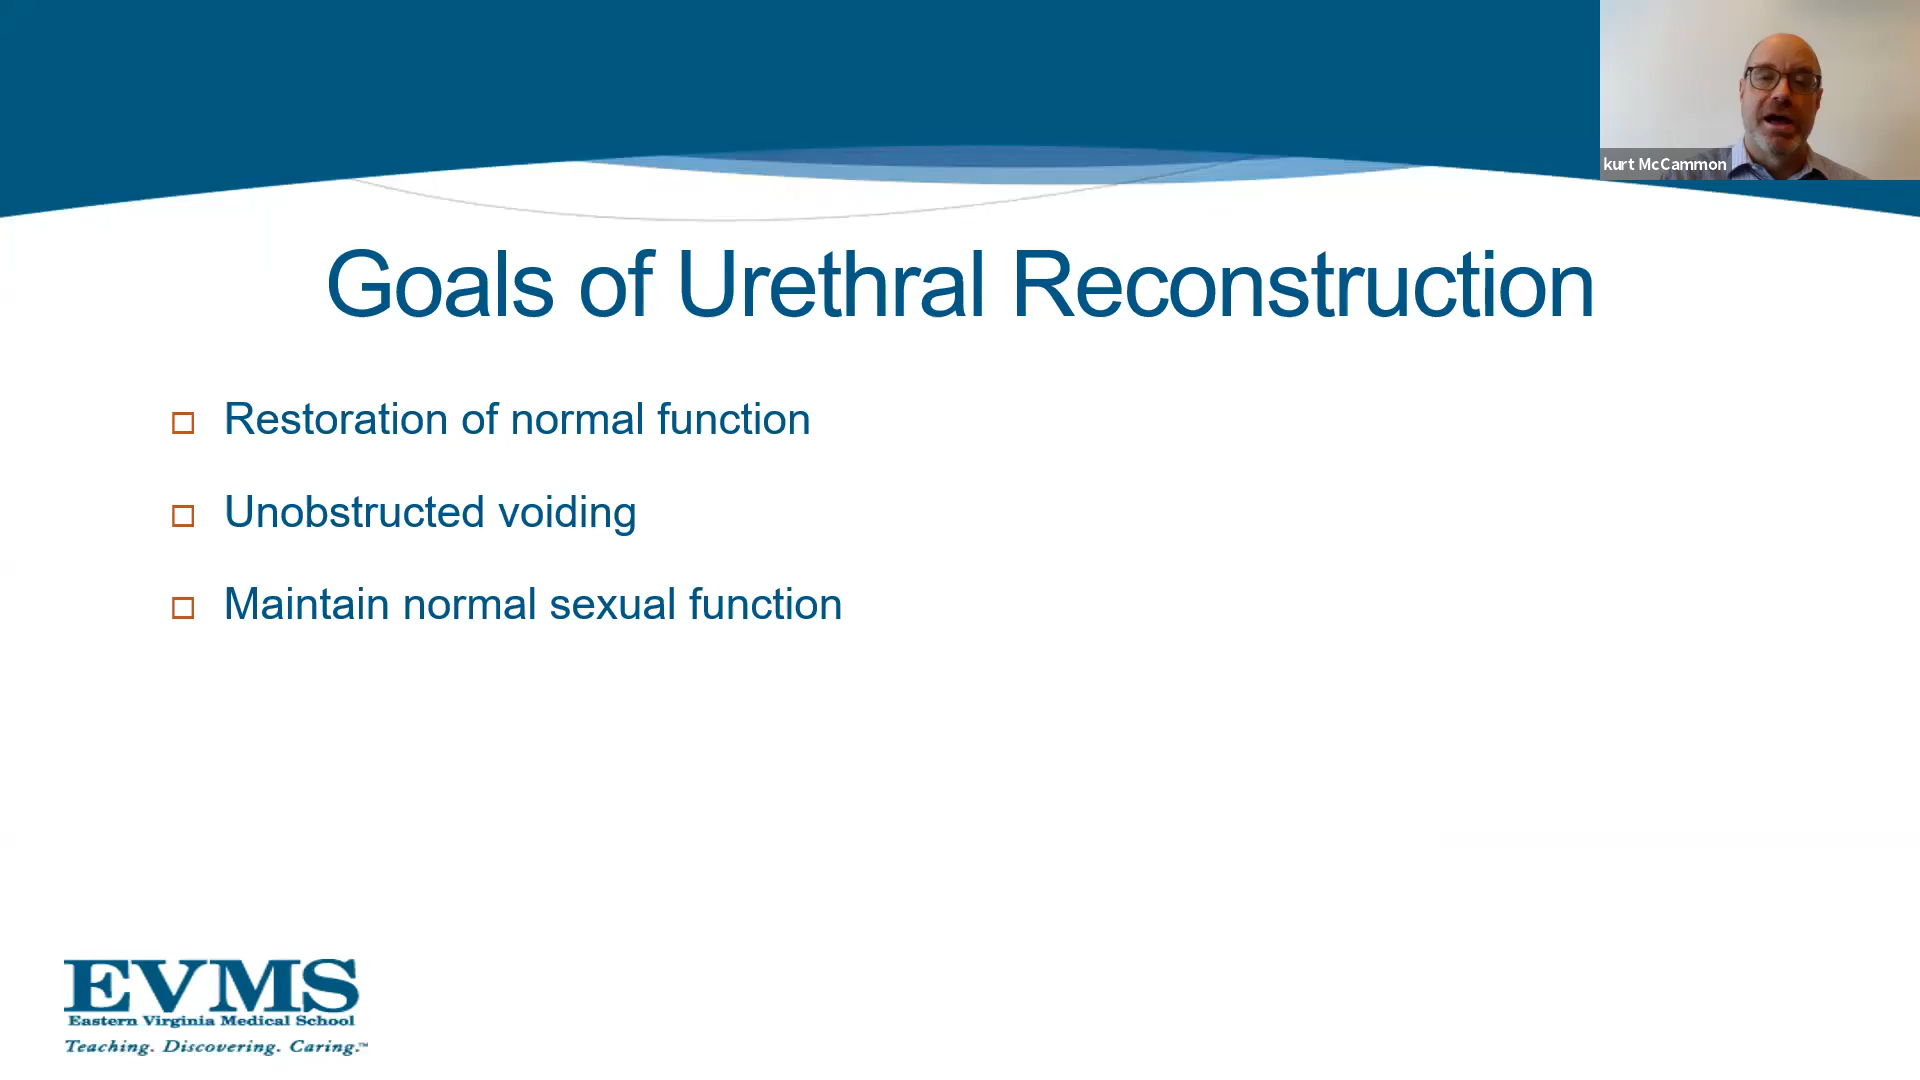 kurt McCammon
Goals of Urethral Reconstruction
Restoration of normal function
Unobstructed voiding
Maintain normal sexual function
EVMS
Eastern Virginia Medical School
Teaching. Discovering. Caring.™